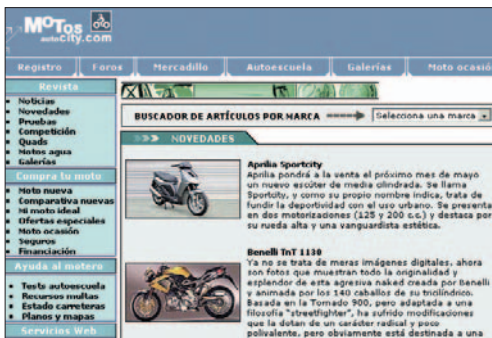 MOTOS
autocity.com
Registro Foros Mercadillo Autoescuela Galerías Moto ocasió
Revista
Noticias
Novedades
Pruebas
Competición
Quads
Motos agua
Galerías
Compra tu moto
Moto nueva
Comparativa nuevas
Mi moto ideal
Ofertas especiales
Moto ocasión
Seguros
Financiación
Ayuda al motero
Tests autoescuela
Recursos multas
Estado carreteras
Planos y mapas
Servicios Web
BUSCADOR DE ARTÍCULOS POR MARCA Selecciona una marca
NOVEDADES
Aprilia Sportcity
Aprilia pondrá a la venta el próximo mes de mayo
un nuevo escúter de media cilindrada. Se llama
Sportcity, y como su propio nombre indica, trata de
fundir la deportividad con el uso urbano. Se presenta
en dos motorizaciones (125 y 200 c.c.) y destaca por
su rueda alta y una vanguardista estética.
Benelli TnT 1130
Ya no se trata de meras imágenes digitales, ahora
son fotos que muestran todo la originalidad y
esplendor de esta agresiva naked creada por Benelli
y animada por los 140 caballos de su tricilíndrico.
Basada en la Tornado 900, pero adaptada a una
filosofía "streetfighter", ha sufrido modificaciones
que la dotan de un carácter radical y poco
polivalente, pero obviamente está destinada a una